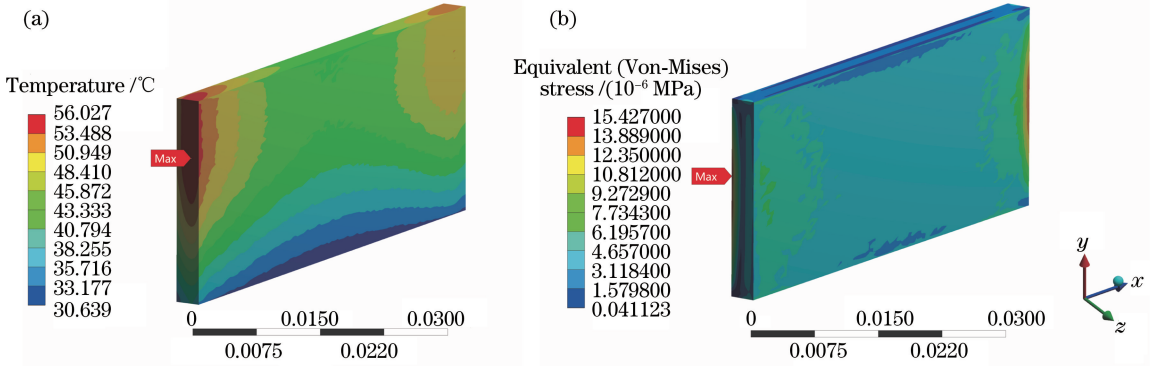 (a)
Temperature /℃
56.027
53.488
50.949
48.410
45.872
43.333
40.794
38.255
35.716
33.177
30.639
Max
0 0.0150 0.0300
0.0075 0.0220
(b)
Equivalent (Von-Mises)
stress /(10⁻⁶ MPa)
15.427000
13.889000
12.350000
10.812000
9.272900
7.734300
6.195700
4.657000
3.118400
1.579800
0.041123
Max
0 0.0150 0.0300
0.0075 0.0220
y
x
z